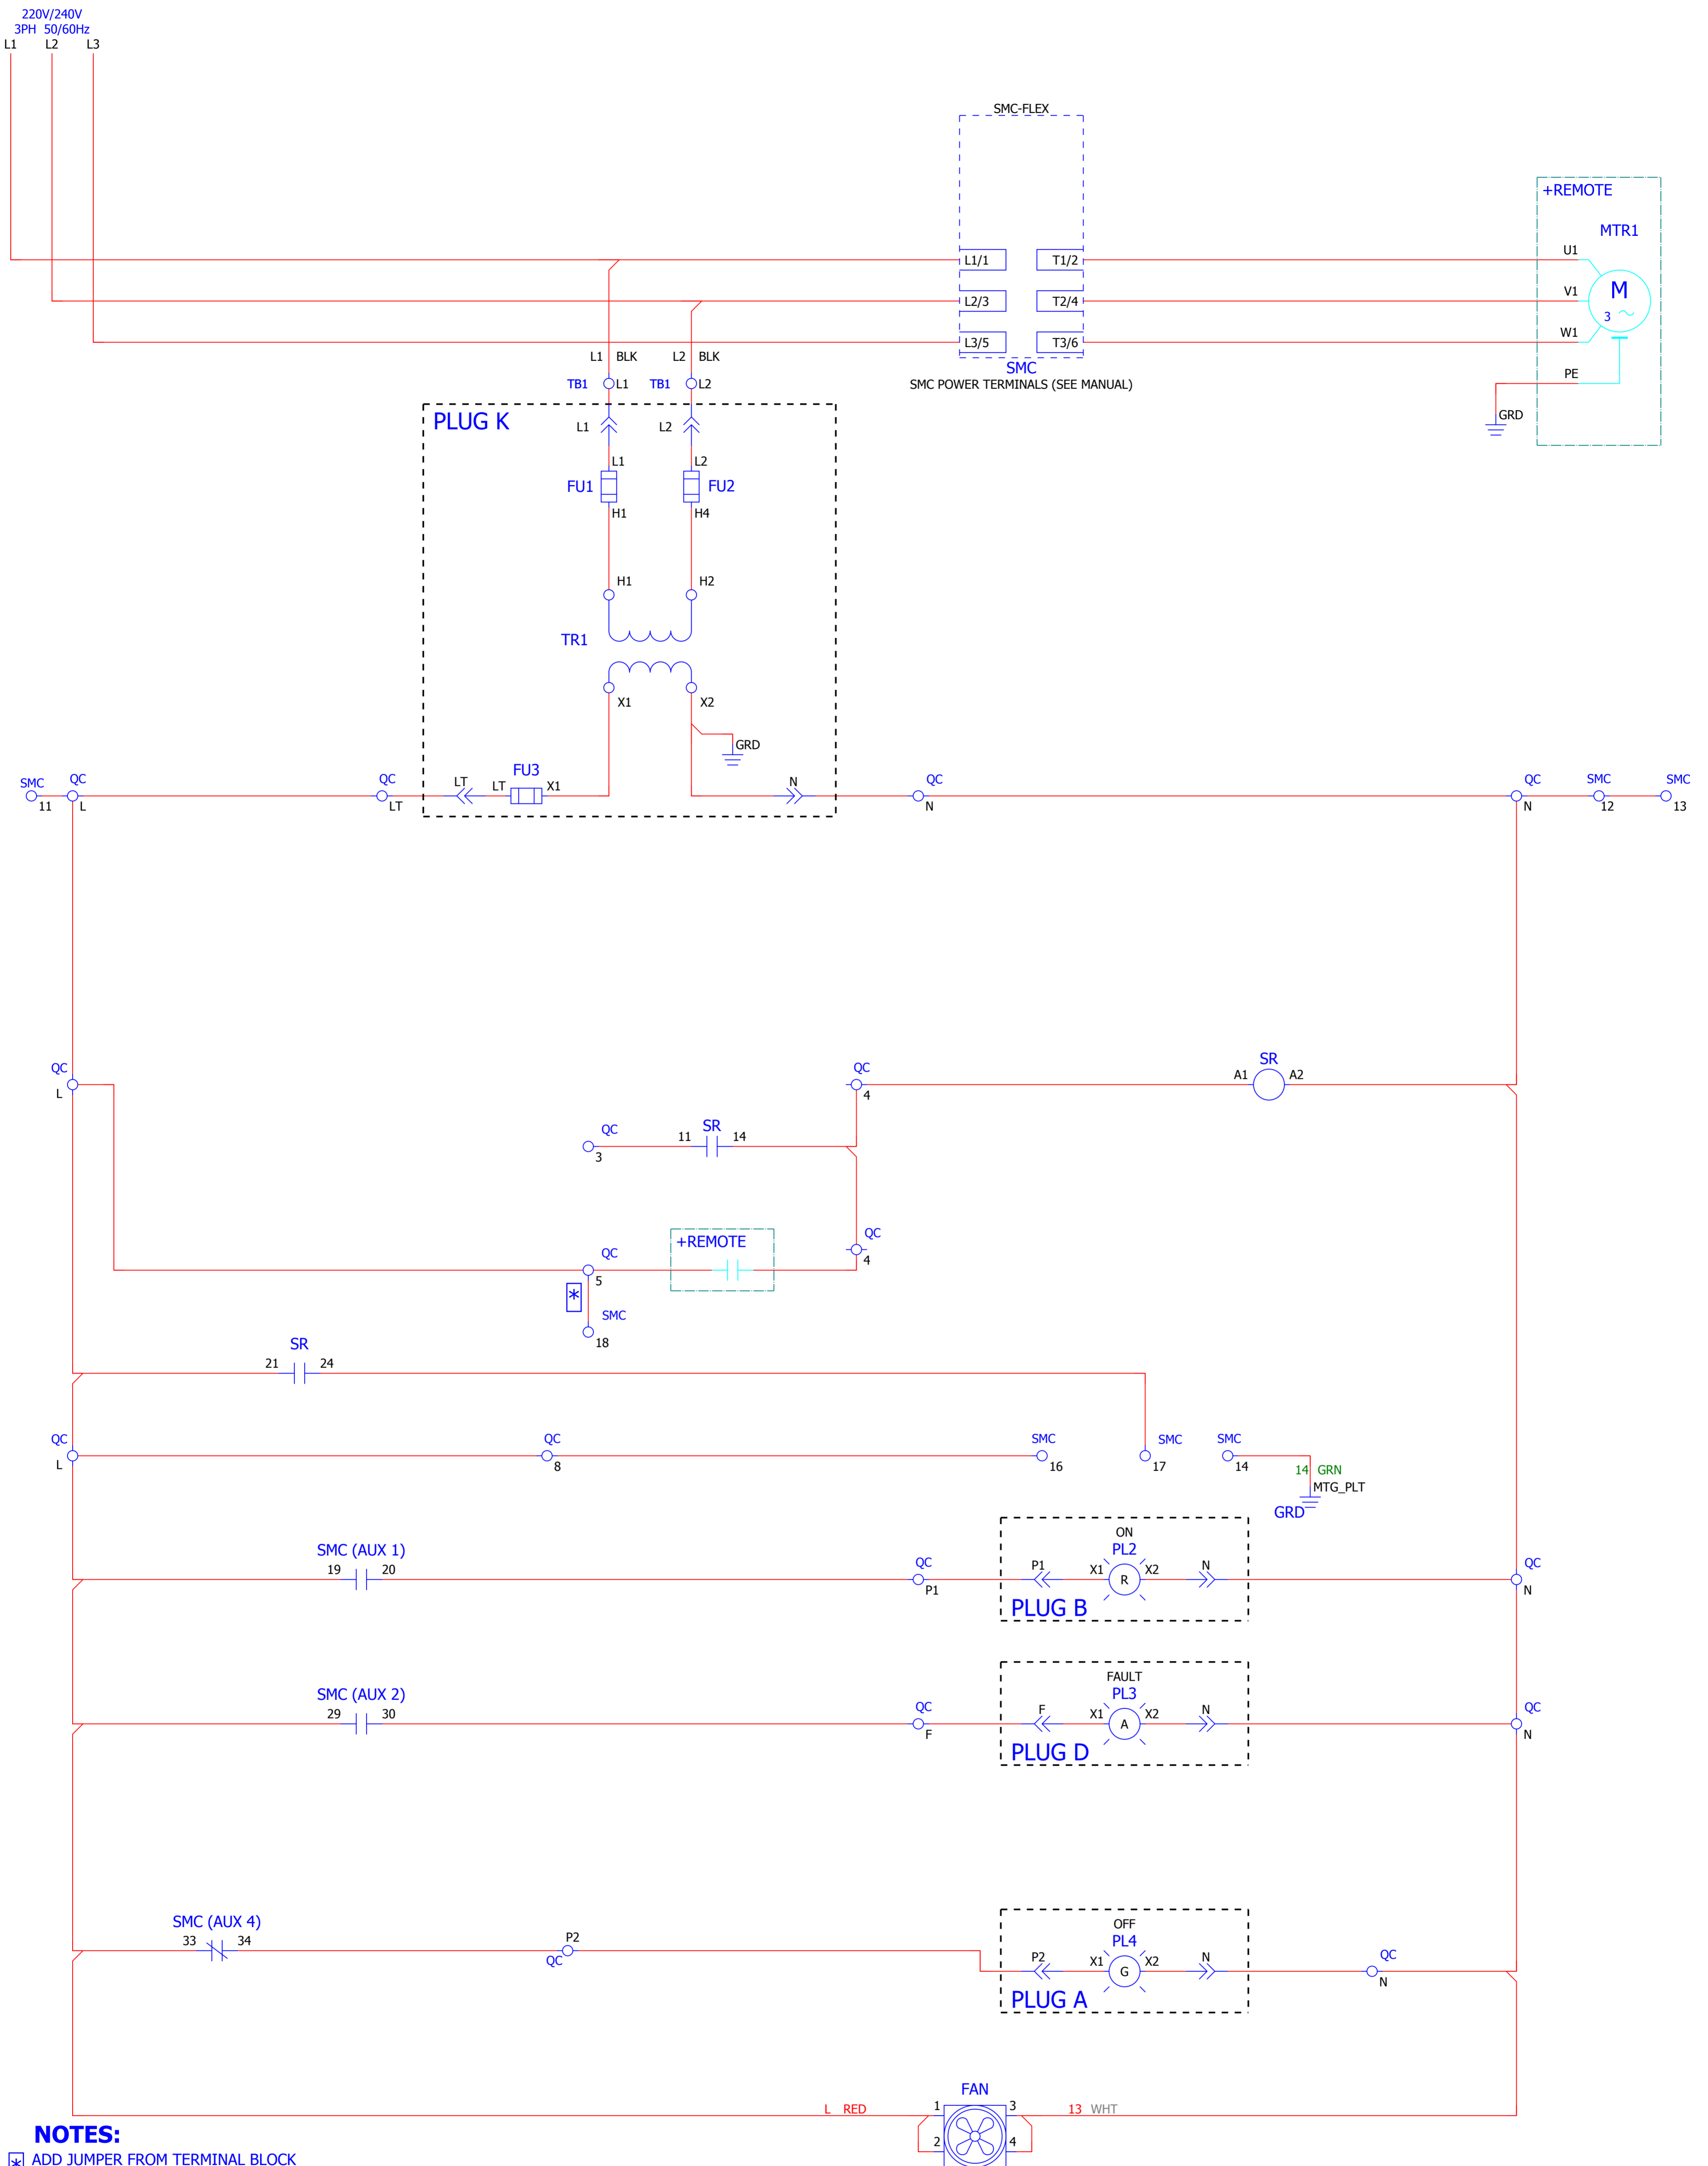 220V/240V
3PH 50/60Hz
L1 L2 L3
SMC-FLEX
+REMOTE
MTR1
L1/1 T1/2 U1
L2/3 T2/4 V1 M
3
L3/5 T3/6 W1
SMC
SMC POWER TERMINALS (SEE MANUAL)
PE
GRD
L1 BLK L2 BLK
TB1 L1 TB1 L2
PLUG K
L1 L2
L1 L2
FU1 FU2
H1 H4
H1 H2
TR1
X1 X2
GRD
SMC QC QC LT LT FU3 X1 N QC QC SMC SMC
11 L LT N N 12 13
QC QC SR
L 4 A1 A2
QC 11 SR 14
3
+REMOTE QC
4
QC
5
*
SMC
18
SR
21 24
QC QC SMC SMC SMC
L 8 16 17 14
14 GRN
MTG_PLT
GRD
SMC (AUX 1)
19 20
QC
P1
ON
PL2
P1 X1 R X2 N
PLUG B
QC
N
SMC (AUX 2)
29 30
QC
F
FAULT
PL3
F X1 A X2 N
PLUG D
QC
N
SMC (AUX 4)
33 34
P2
QC
OFF
PL4
P2 X1 G X2 N
PLUG A
QC
N
FAN
L RED 1 3 13 WHT
2 4
NOTES:
* ADD JUMPER FROM TERMINAL BLOCK